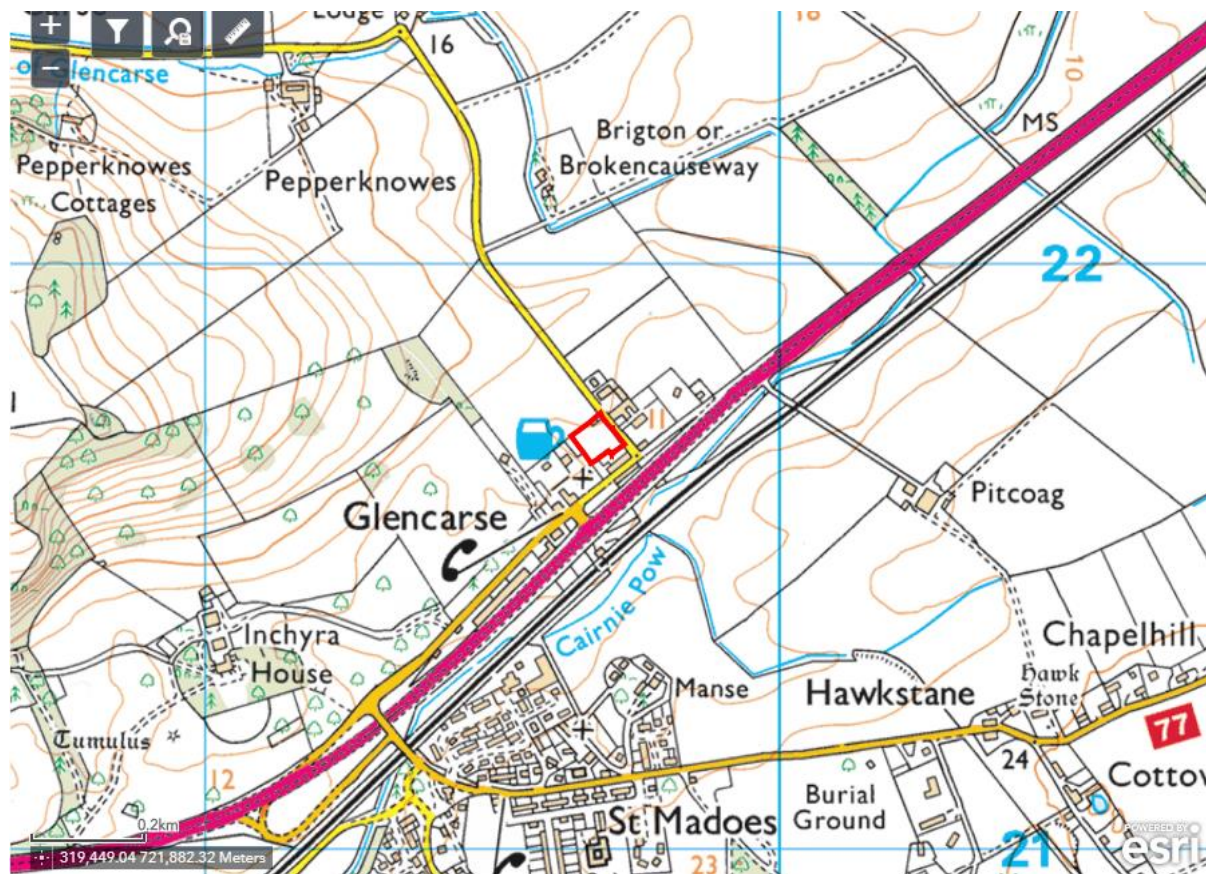 Lodge
16
18
of Glencarse
10
MS
Brigton or
Brokencauseway
Pepperknowes
Cottages
Pepperknowes
22
11
Glencarse
Pitcoag
Cairnie Pow
Inchyra
House
Chapelhill
Hawk
Stone
Manse
Hawkstane
77
Tumulus
12
24
Burial
Ground
St Madoes
21
23
0.2km
319,449.04 721,882.32 Meters
POWERED BY
esri